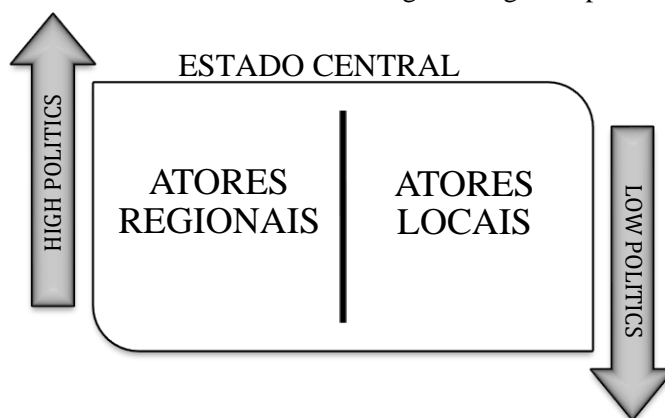 ESTADO CENTRAL
HIGH POLITICS
ATORES
REGIONAIS
ATORES
LOCAIS
LOW POLITICS